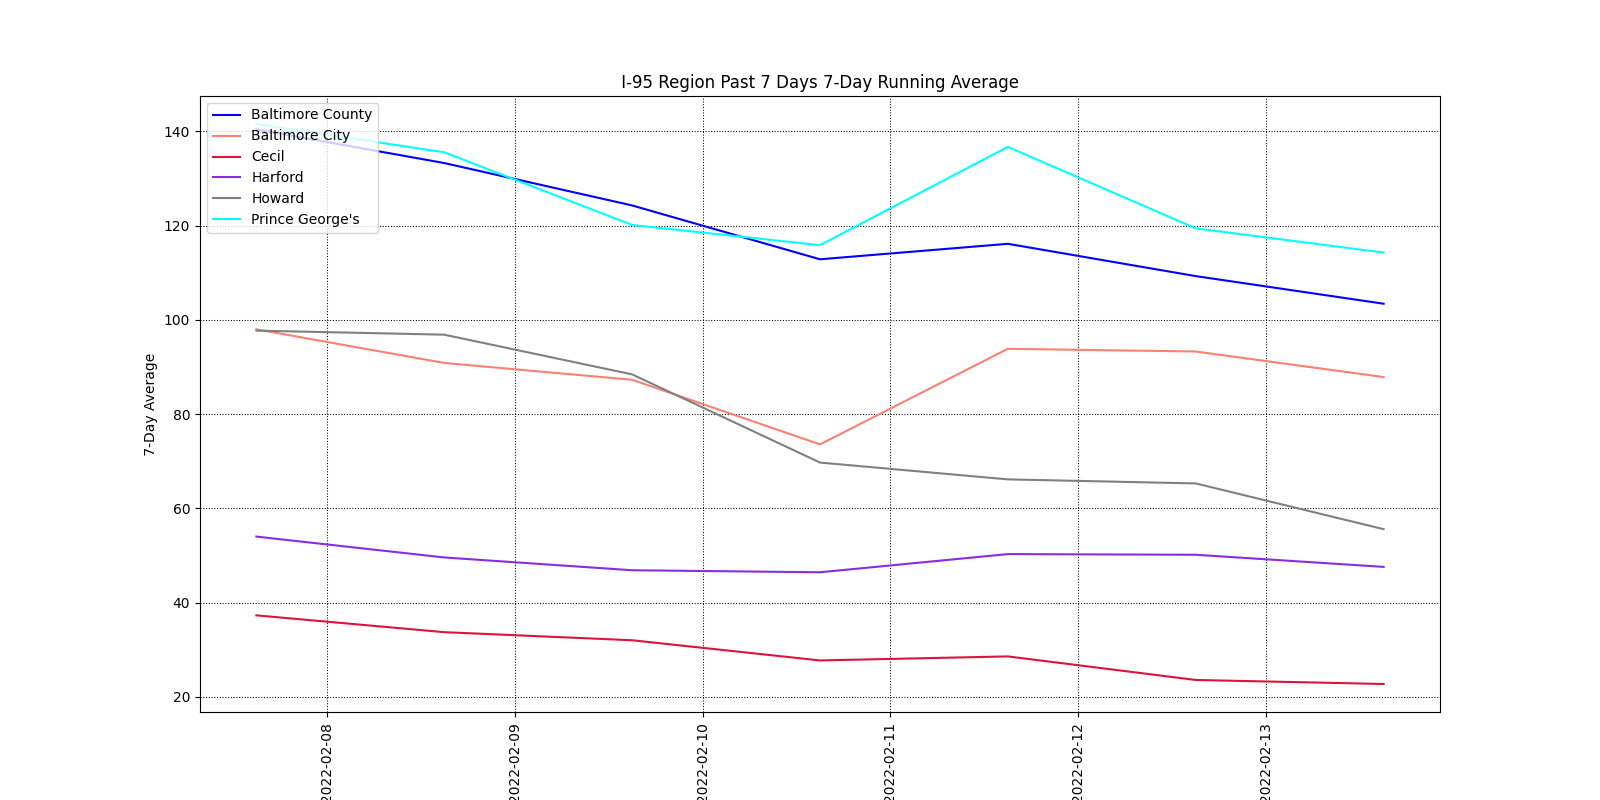 I-95 Region Past 7 Days 7-Day Running Average
Baltimore County
Baltimore City
Cecil
Harford
Howard
Prince George's
7-Day Average
140
120
100
80
60
40
20
2022-02-08
2022-02-09
2022-02-10
2022-02-11
2022-02-12
2022-02-13